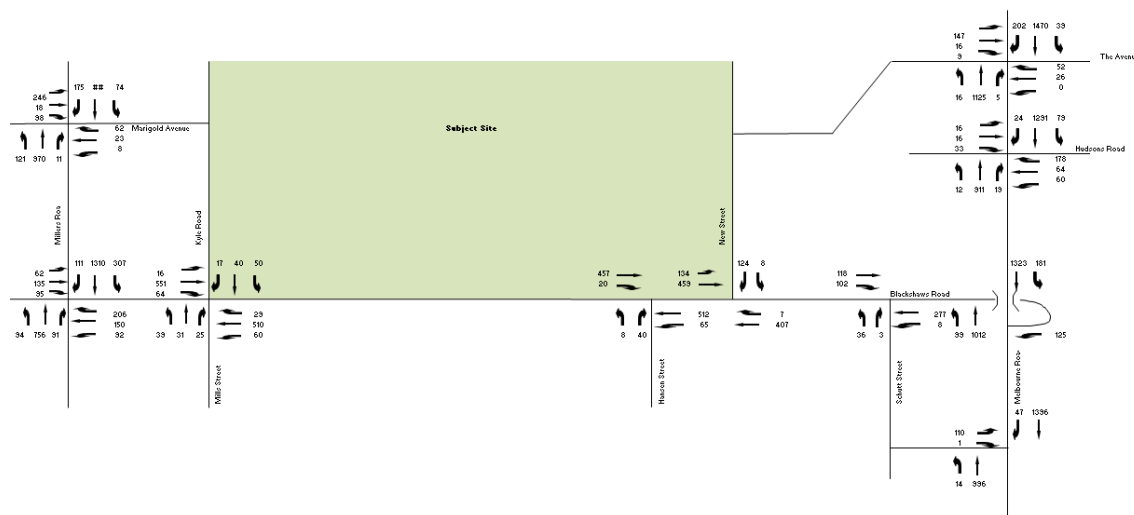 202 1470 39
147
16
9
The Avenu
52
26
0
16 1125 5
175 ## 74
246
18
98
24 1291 79
62
Marigold Avenue
23
8
Subject Site
16
16
33
Hudsons Road
121 970 11
178
64
60
12 911 19
Millers Roa
Kyle Road
New Street
111 1310 307
17 40 50
124 8
1323 181
62
135
95
16
551
64
457
20
134
459
118
102
Blackshaws Road
206
150
92
23
510
60
512
65
7
407
277
8
125
94 756 91
39 31 25
8 40
36 3
99 1012
Mills Street
Hansen Street
Schutt Street
Melbourne Roa
47 1396
110
1
14 996